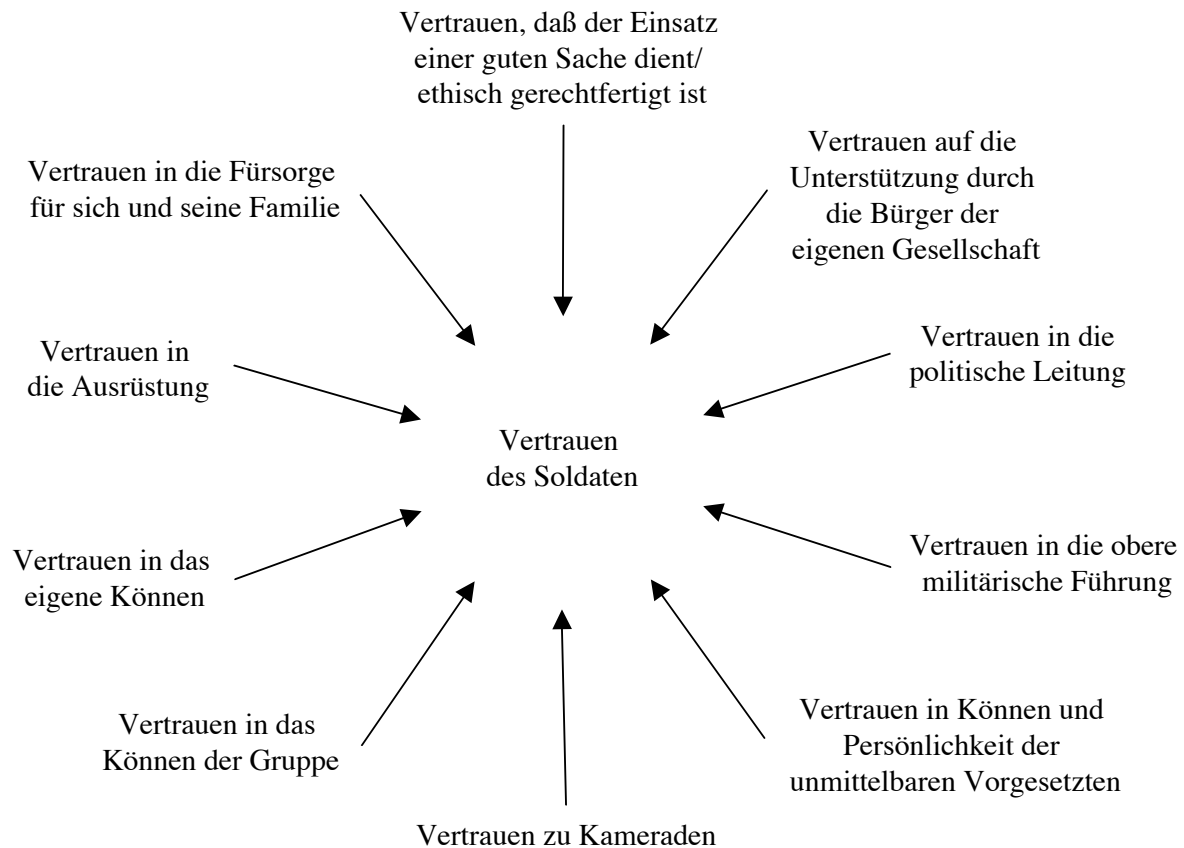 Vertrauen, daß der Einsatz
einer guten Sache dient/
ethisch gerechtfertigt ist
Vertrauen auf die
Unterstützung durch
die Bürger der
eigenen Gesellschaft
Vertrauen in die
politische Leitung
Vertrauen in die obere
militärische Führung
Vertrauen in Können und
Persönlichkeit der
unmittelbaren Vorgesetzten
Vertrauen zu Kameraden
Vertrauen in das
Können der Gruppe
Vertrauen in das
eigene Können
Vertrauen in
die Ausrüstung
Vertrauen in die Fürsorge
für sich und seine Familie
Vertrauen
des Soldaten